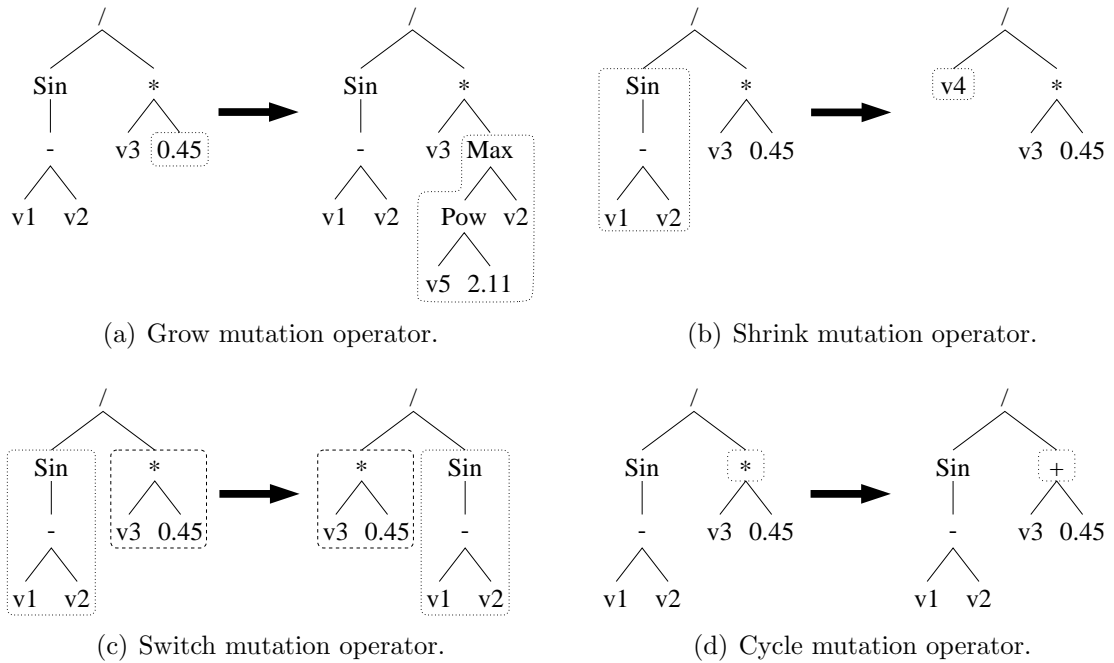 / /
Sin * Sin *
- v3 0.45 - v3 Max
v1 v2 v1 v2 Pow v2
v5 2.11
(a) Grow mutation operator.
/ /
Sin * v4 *
- v3 0.45 v3 0.45
v1 v2
(b) Shrink mutation operator.
/ /
Sin * * Sin
- v3 0.45 v3 0.45 -
v1 v2 v1 v2
(c) Switch mutation operator.
/ /
Sin * Sin +
- v3 0.45 - v3 0.45
v1 v2 v1 v2
(d) Cycle mutation operator.